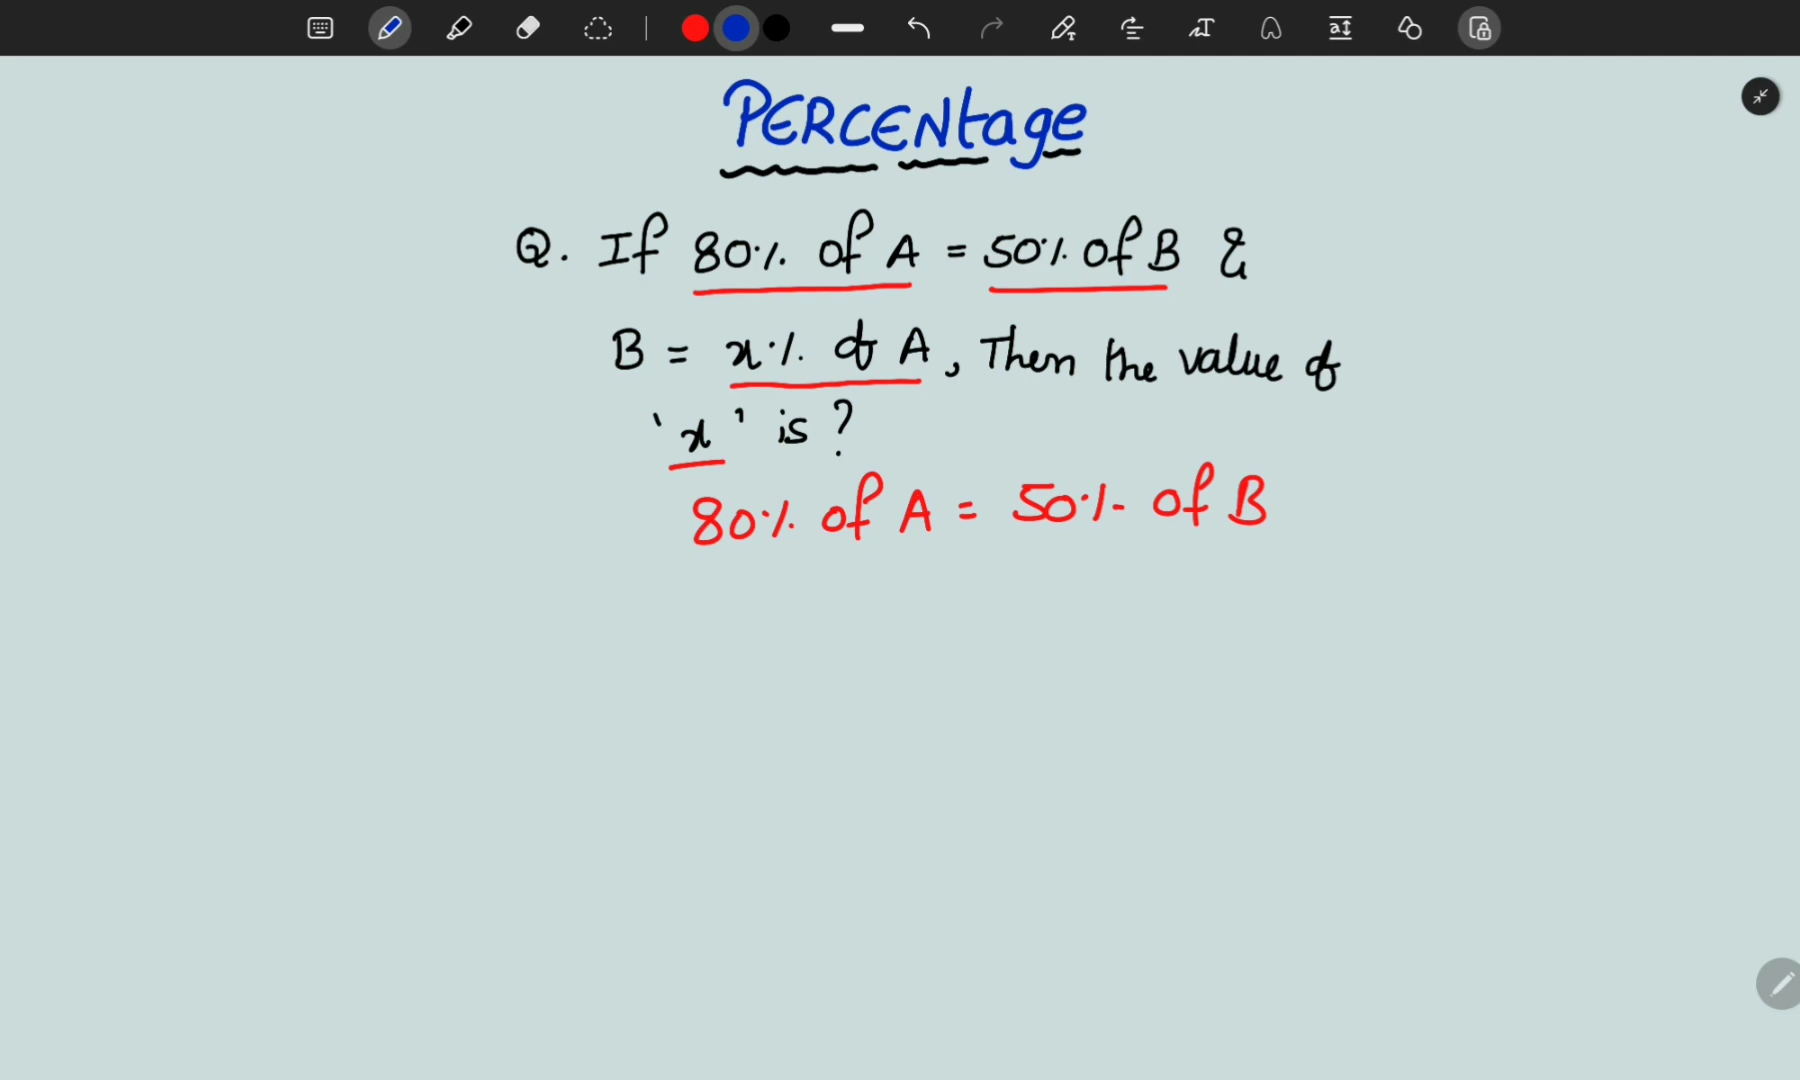 PERCENtage
Q. If 80% of A = 50% of B &
B = x% of A, Then the value of
'x' is?
80% of A = 50% of B